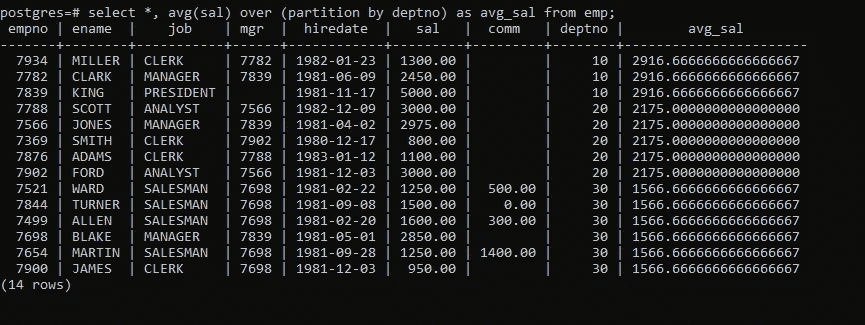 postgres=# select *, avg(sal) over (partition by deptno) as avg_sal from emp;
 empno | ename  |    job    | mgr  |  hiredate  |   sal   |  comm   | deptno |        avg_sal
-------+--------+-----------+------+------------+---------+---------+--------+-----------------------
  7934 | MILLER | CLERK     | 7782 | 1982-01-23 | 1300.00 |         |     10 | 2916.6666666666666667
  7782 | CLARK  | MANAGER   | 7839 | 1981-06-09 | 2450.00 |         |     10 | 2916.6666666666666667
  7839 | KING   | PRESIDENT |      | 1981-11-17 | 5000.00 |         |     10 | 2916.6666666666666667
  7788 | SCOTT  | ANALYST   | 7566 | 1982-12-09 | 3000.00 |         |     20 | 2175.0000000000000000
  7566 | JONES  | MANAGER   | 7839 | 1981-04-02 | 2975.00 |         |     20 | 2175.0000000000000000
  7369 | SMITH  | CLERK     | 7902 | 1980-12-17 |  800.00 |         |     20 | 2175.0000000000000000
  7876 | ADAMS  | CLERK     | 7788 | 1983-01-12 | 1100.00 |         |     20 | 2175.0000000000000000
  7902 | FORD   | ANALYST   | 7566 | 1981-12-03 | 3000.00 |         |     20 | 2175.0000000000000000
  7521 | WARD   | SALESMAN  | 7698 | 1981-02-22 | 1250.00 |  500.00 |     30 | 1566.6666666666666667
  7844 | TURNER | SALESMAN  | 7698 | 1981-09-08 | 1500.00 |    0.00 |     30 | 1566.6666666666666667
  7499 | ALLEN  | SALESMAN  | 7698 | 1981-02-20 | 1600.00 |  300.00 |     30 | 1566.6666666666666667
  7698 | BLAKE  | MANAGER   | 7839 | 1981-05-01 | 2850.00 |         |     30 | 1566.6666666666666667
  7654 | MARTIN | SALESMAN  | 7698 | 1981-09-28 | 1250.00 | 1400.00 |     30 | 1566.6666666666666667
  7900 | JAMES  | CLERK     | 7698 | 1981-12-03 |  950.00 |         |     30 | 1566.6666666666666667
(14 rows)